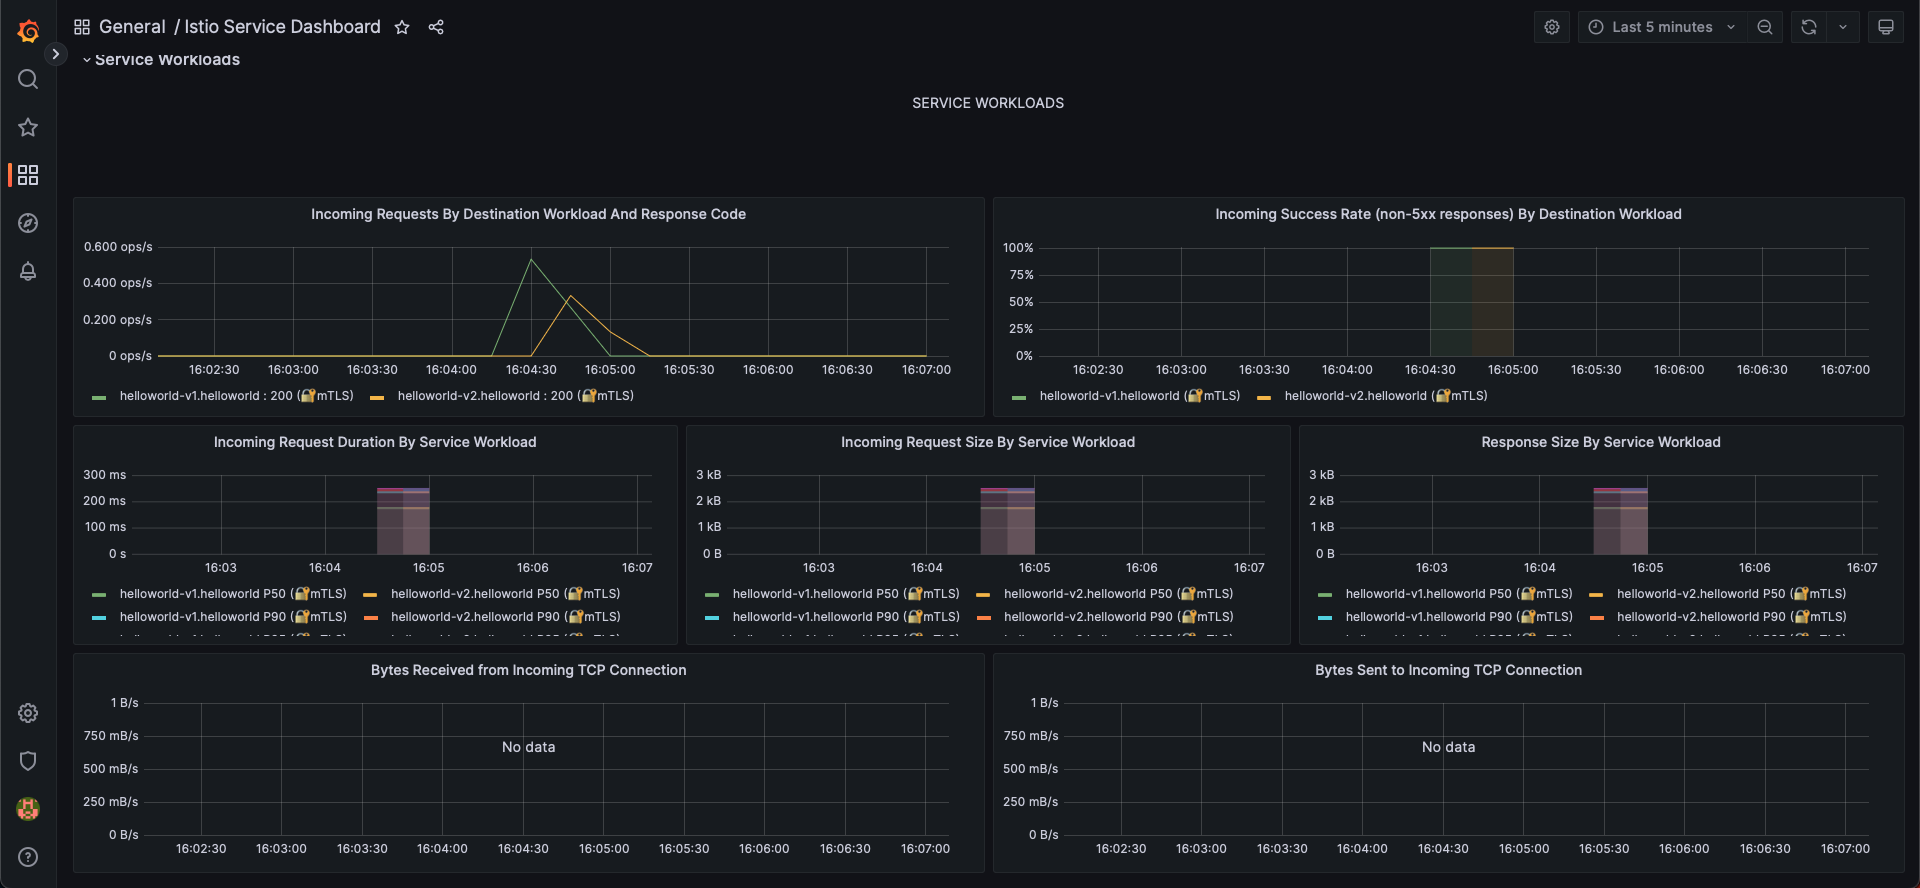 General / Istio Service Dashboard
Last 5 minutes
Service Workloads
SERVICE WORKLOADS
Incoming Requests By Destination Workload And Response Code
0.600 ops/s
0.400 ops/s
0.200 ops/s
0 ops/s
16:02:30 16:03:00 16:03:30 16:04:00 16:04:30 16:05:00 16:05:30 16:06:00 16:06:30 16:07:00
helloworld-v1.helloworld : 200 (🔐mTLS) helloworld-v2.helloworld : 200 (🔐mTLS)
Incoming Success Rate (non-5xx responses) By Destination Workload
100%
75%
50%
25%
0%
16:02:30 16:03:00 16:03:30 16:04:00 16:04:30 16:05:00 16:05:30 16:06:00 16:06:30 16:07:00
helloworld-v1.helloworld (🔐mTLS) helloworld-v2.helloworld (🔐mTLS)
Incoming Request Duration By Service Workload
300 ms
200 ms
100 ms
0 s
16:03 16:04 16:05 16:06 16:07
helloworld-v1.helloworld P50 (🔐mTLS) helloworld-v2.helloworld P50 (🔐mTLS)
helloworld-v1.helloworld P90 (🔐mTLS) helloworld-v2.helloworld P90 (🔐mTLS)
Incoming Request Size By Service Workload
3 kB
2 kB
1 kB
0 B
16:03 16:04 16:05 16:06 16:07
helloworld-v1.helloworld P50 (🔐mTLS) helloworld-v2.helloworld P50 (🔐mTLS)
helloworld-v1.helloworld P90 (🔐mTLS) helloworld-v2.helloworld P90 (🔐mTLS)
Response Size By Service Workload
3 kB
2 kB
1 kB
0 B
16:03 16:04 16:05 16:06 16:07
helloworld-v1.helloworld P50 (🔐mTLS) helloworld-v2.helloworld P50 (🔐mTLS)
helloworld-v1.helloworld P90 (🔐mTLS) helloworld-v2.helloworld P90 (🔐mTLS)
Bytes Received from Incoming TCP Connection
1 B/s
750 mB/s
No data
500 mB/s
250 mB/s
0 B/s
16:02:30 16:03:00 16:03:30 16:04:00 16:04:30 16:05:00 16:05:30 16:06:00 16:06:30 16:07:00
Bytes Sent to Incoming TCP Connection
1 B/s
750 mB/s
No data
500 mB/s
250 mB/s
0 B/s
16:02:30 16:03:00 16:03:30 16:04:00 16:04:30 16:05:00 16:05:30 16:06:00 16:06:30 16:07:00